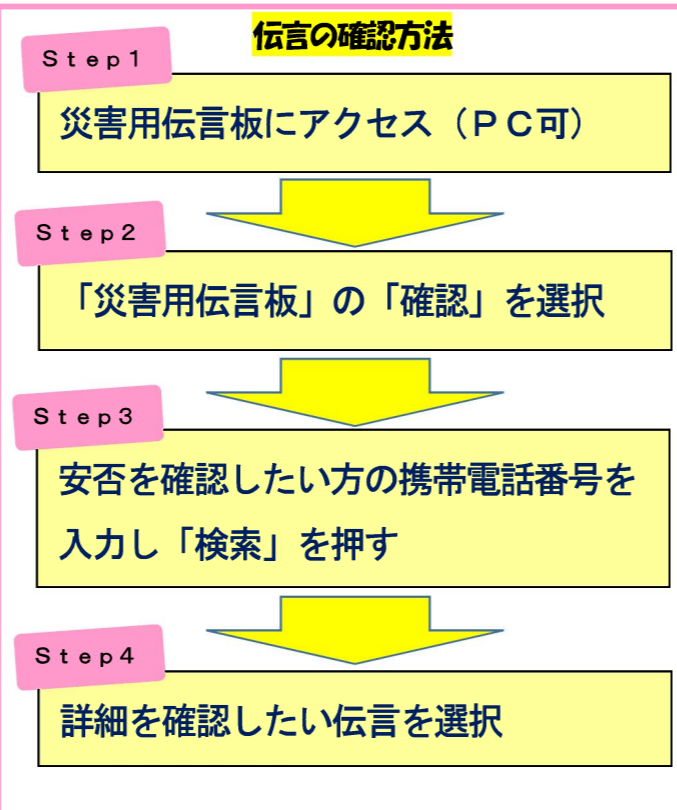 伝言の確認方法
Ｓｔｅｐ１
災害用伝言板にアクセス（ＰＣ可）
Ｓｔｅｐ２
「災害用伝言板」の「確認」を選択
Ｓｔｅｐ３
安否を確認したい方の携帯電話番号を
入力し「検索」を押す
Ｓｔｅｐ４
詳細を確認したい伝言を選択